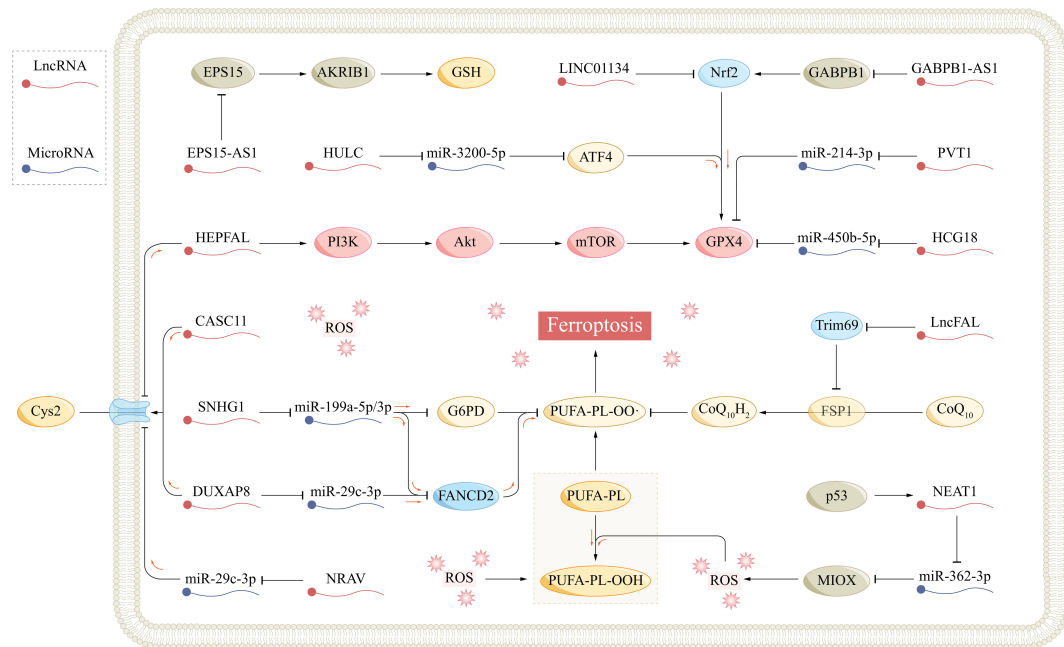 LncRNA
MicroRNA
EPS15
AKRIB1
GSH
LINC01134
Nrf2
GABPB1
GABPB1-AS1
EPS15-AS1
HULC
miR-3200-5p
ATF4
miR-214-3p
PVT1
HEPFAL
PI3K
Akt
mTOR
GPX4
miR-450b-5p
HCG18
CASC11
ROS
Ferroptosis
Trim69
LncFAL
Cys2
SNHG1
miR-199a-5p/3p
G6PD
PUFA-PL-OO·
CoQ₁₀H₂
FSP1
CoQ₁₀
DUXAP8
miR-29c-3p
FANCD2
PUFA-PL
p53
NEAT1
miR-29c-3p
NRAV
ROS
PUFA-PL-OOH
ROS
MIOX
miR-362-3p